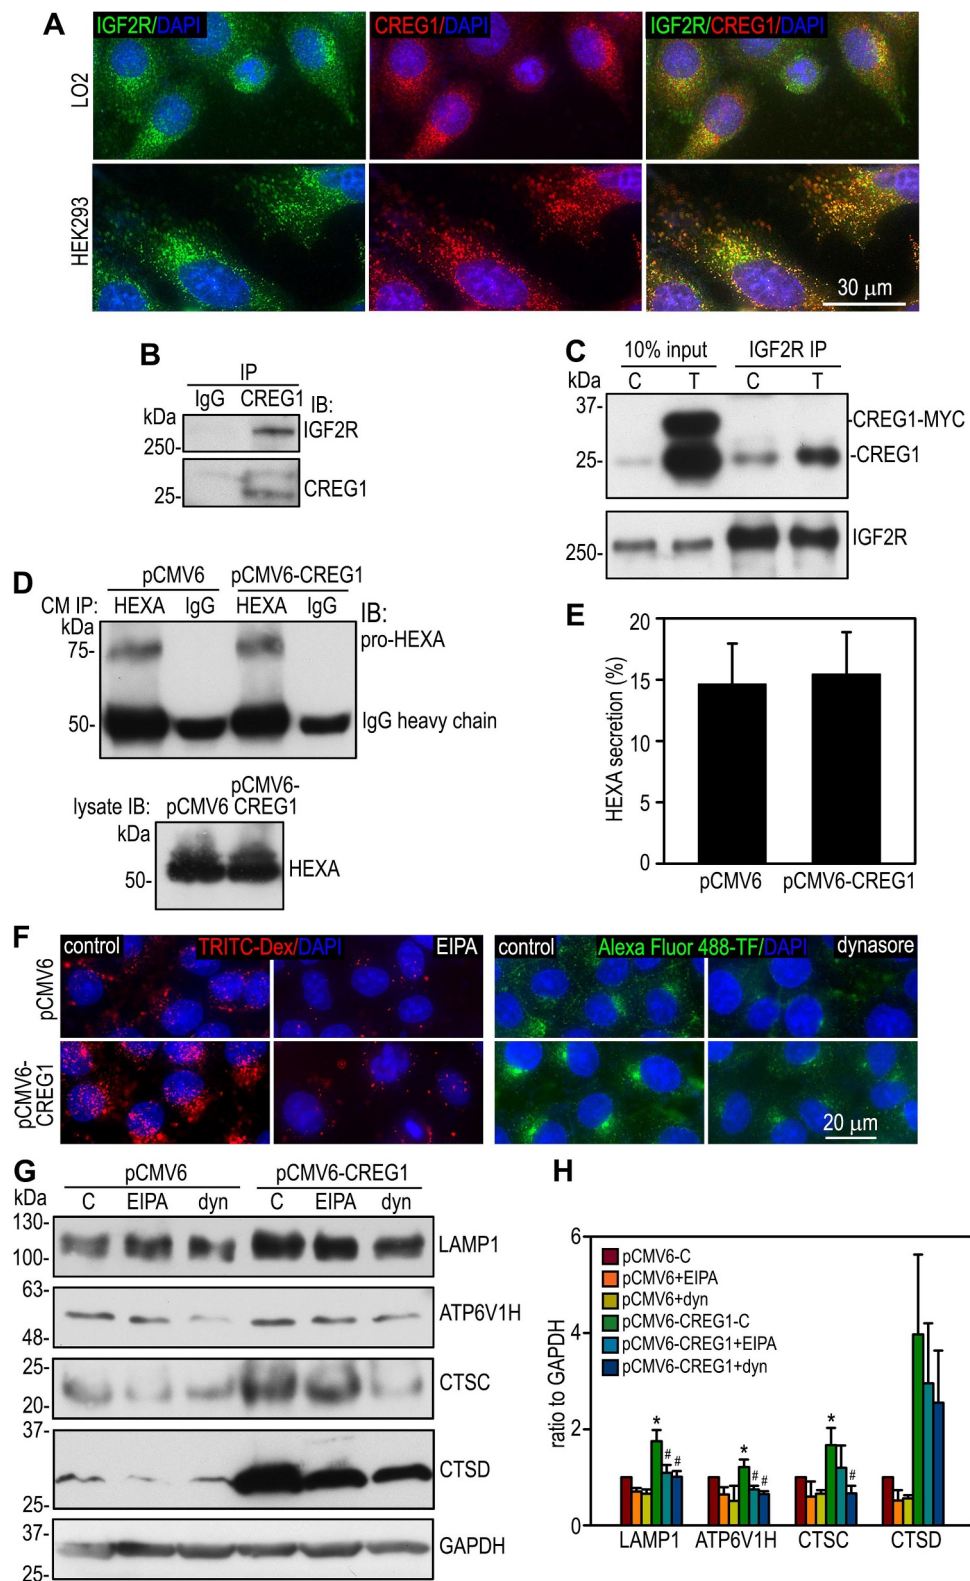 A
IGF2R/DAPI
CREG1/DAPI
IGF2R/CREG1/DAPI
LO2
HEK293
30 μm
B
IP
IgG CREG1
IB:
kDa
250-
IGF2R
25-
CREG1
C
10% input
IGF2R IP
kDa
C T C T
37-
-CREG1-MYC
25-
-CREG1
250-
IGF2R
D
pCMV6
pCMV6-CREG1
CM IP:
HEXA IgG HEXA IgG
IB:
kDa
75-
pro-HEXA
50-
IgG heavy chain
lysate IB:
pCMV6
pCMV6-
CREG1
kDa
50-
HEXA
E
HEXA secretion (%)
20
15
10
5
0
pCMV6
pCMV6-CREG1
F
control
TRITC-Dex/DAPI
EIPA
control
Alexa Fluor 488-TF/DAPI
dynasore
pCMV6
pCMV6-
CREG1
20 μm
G
pCMV6
pCMV6-CREG1
kDa
C EIPA dyn C EIPA dyn
130-
100-
LAMP1
63-
48-
ATP6V1H
25-
20-
CTSC
37-
25-
CTSD
37-
25-
GAPDH
H
ratio to GAPDH
6
4
2
0
pCMV6-C
pCMV6+EIPA
pCMV6+dyn
pCMV6-CREG1-C
pCMV6-CREG1+EIPA
pCMV6-CREG1+dyn
* # #
* # #
* #
LAMP1 ATP6V1H CTSC CTSD